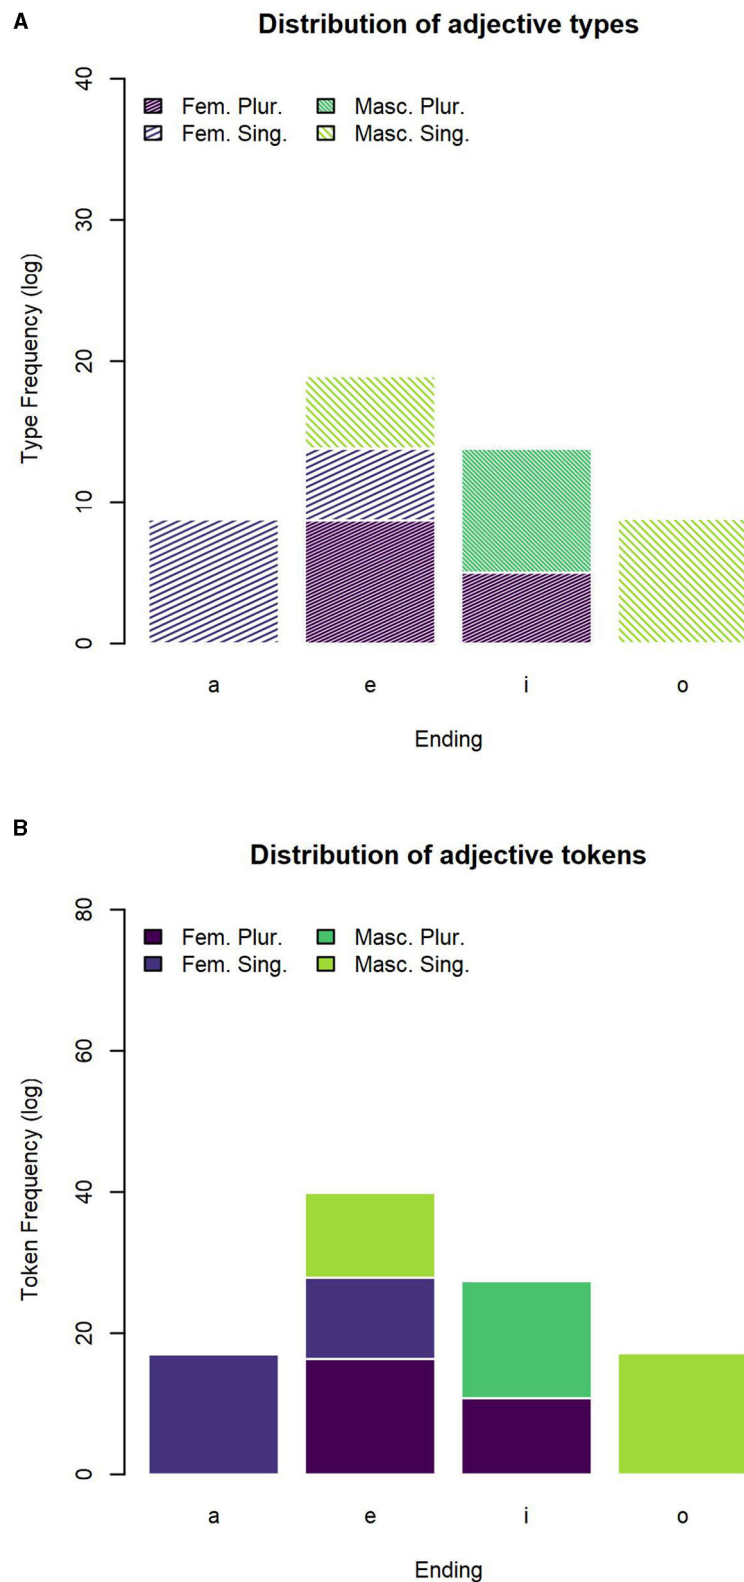 A
Distribution of adjective types
40
30
20
10
0
Type Frequency (log)
Fem. Plur.
Masc. Plur.
Fem. Sing.
Masc. Sing.
a e i o
Ending
B
Distribution of adjective tokens
80
60
40
20
0
Token Frequency (log)
Fem. Plur.
Masc. Plur.
Fem. Sing.
Masc. Sing.
a e i o
Ending